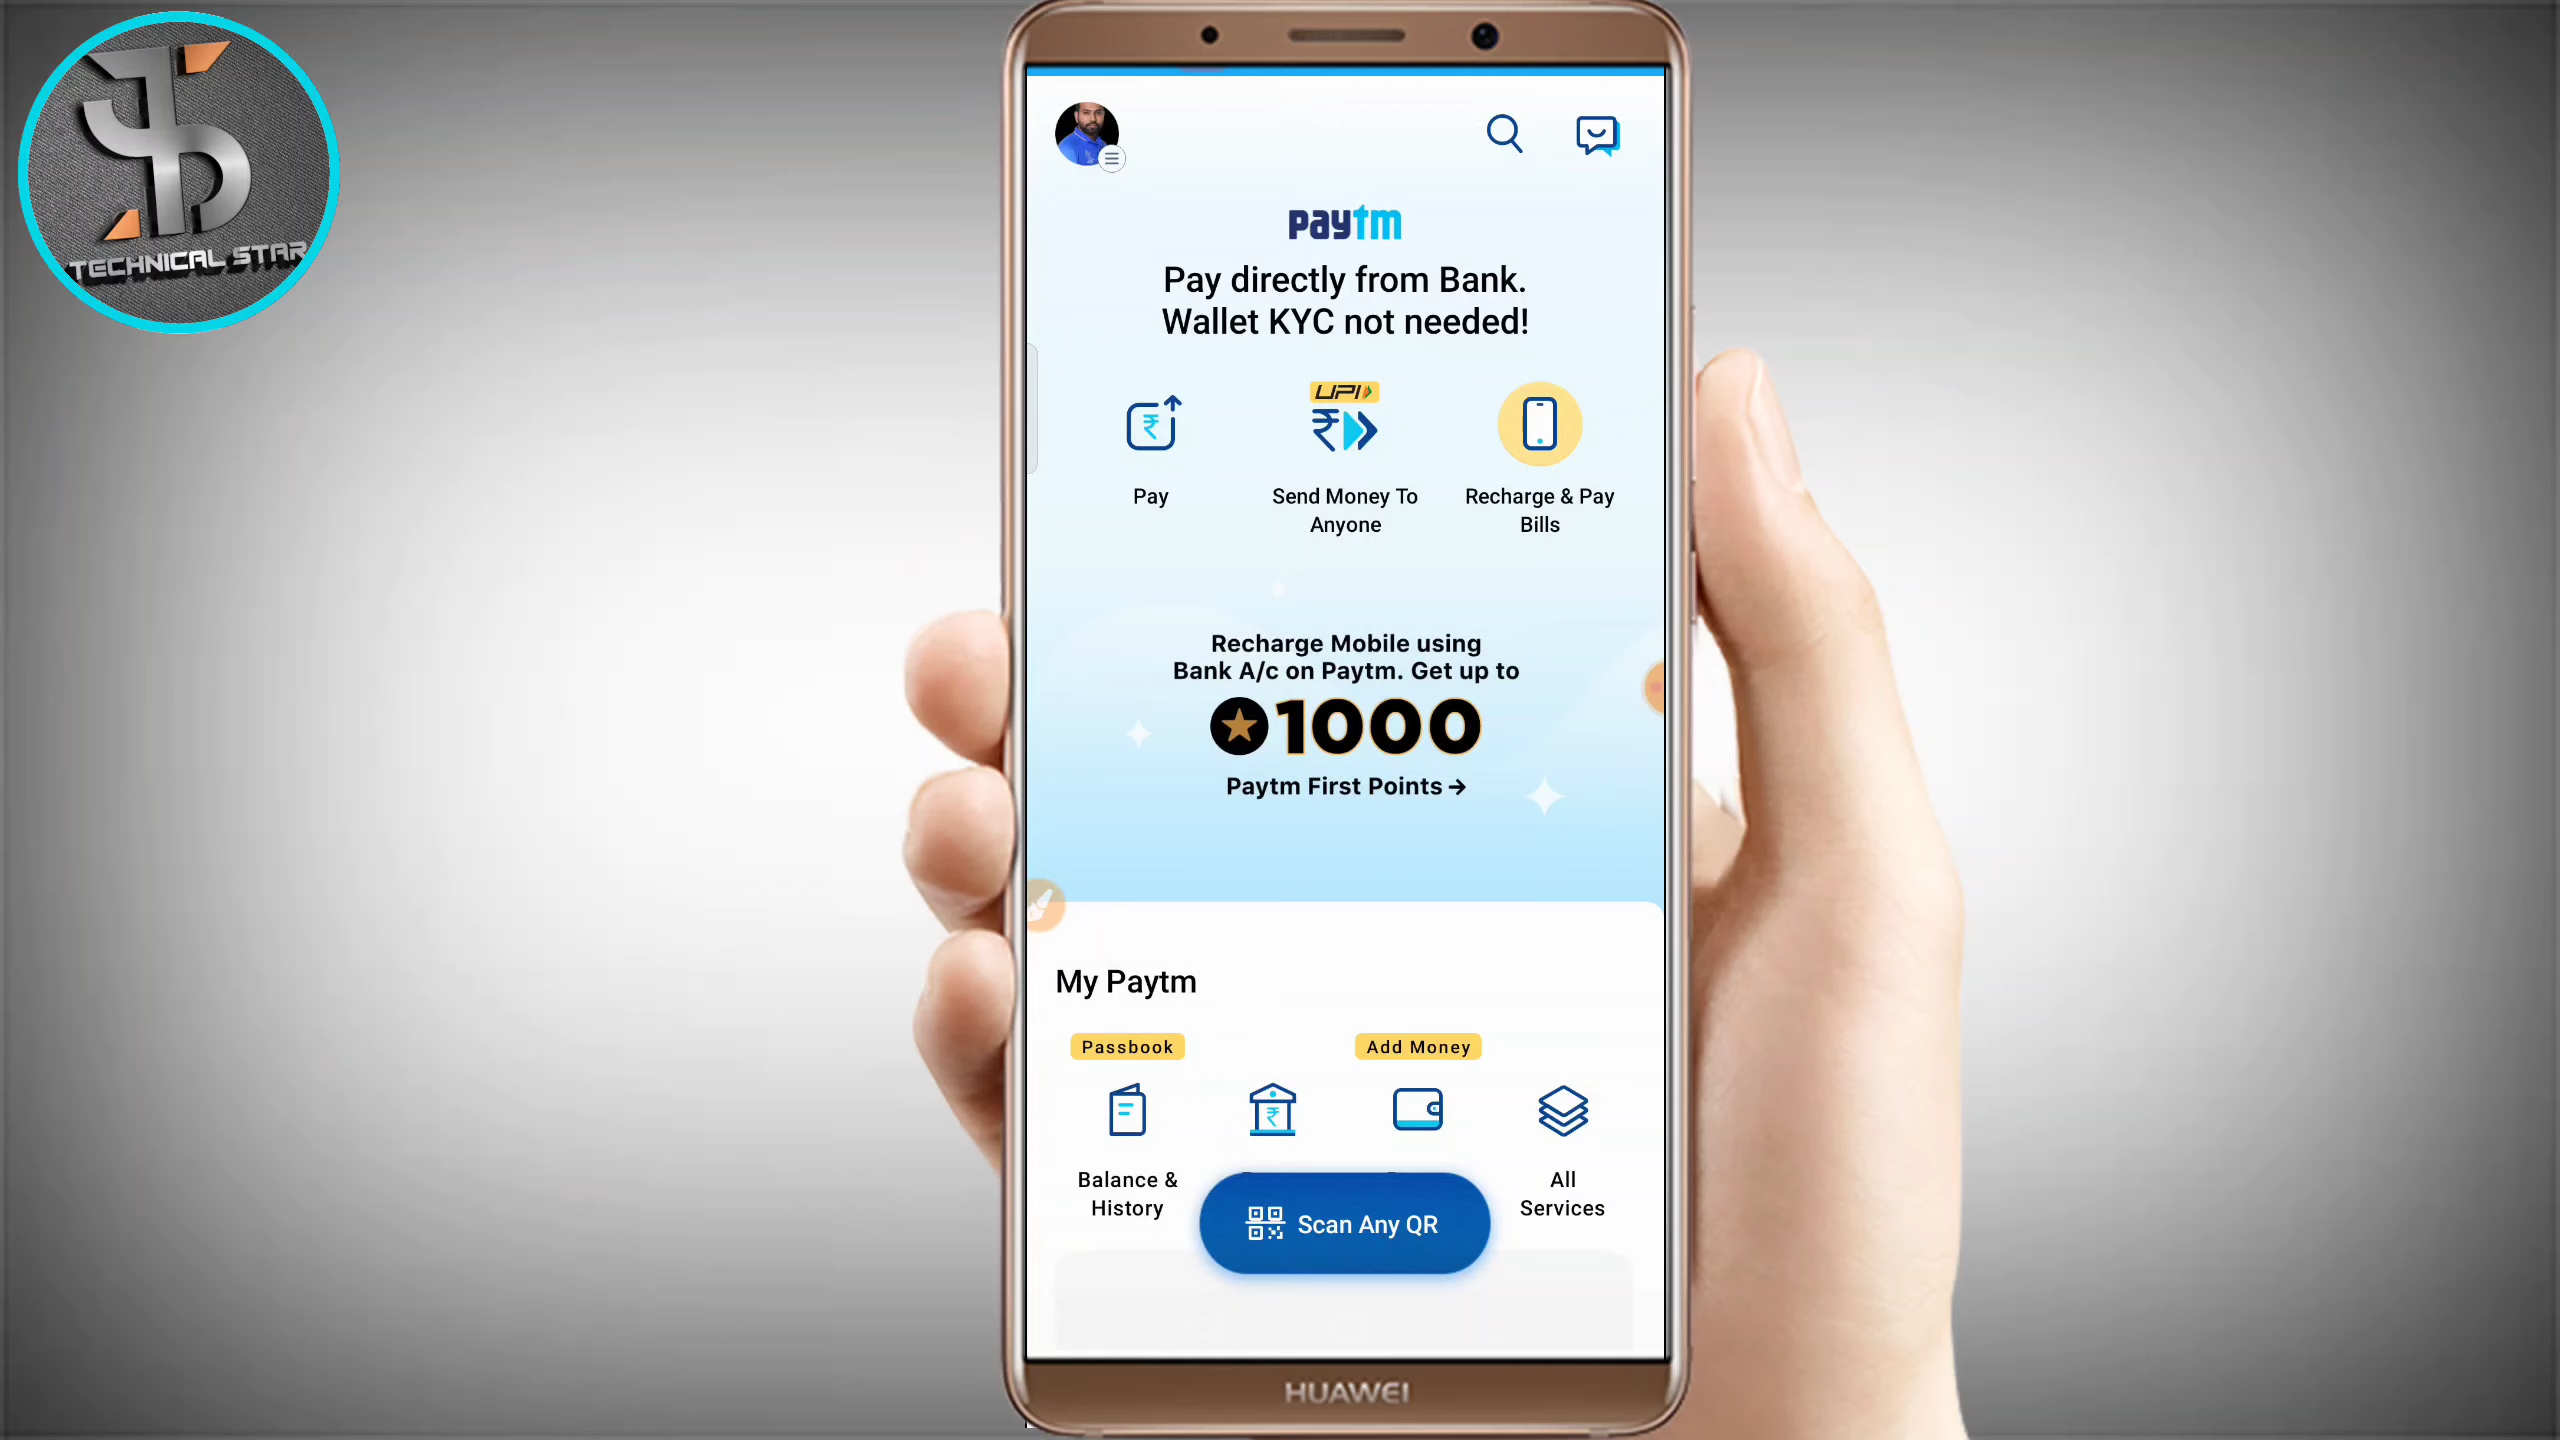 TECHNICAL STAR
paytm
Pay directly from Bank.
Wallet KYC not needed!
UPI
Pay
Send Money To
Anyone
Recharge & Pay
Bills
Recharge Mobile using
Bank A/c on Paytm. Get up to
1000
Paytm First Points →
My Paytm
Passbook
Add Money
Balance &
History
All
Services
Scan Any QR
HUAWEI